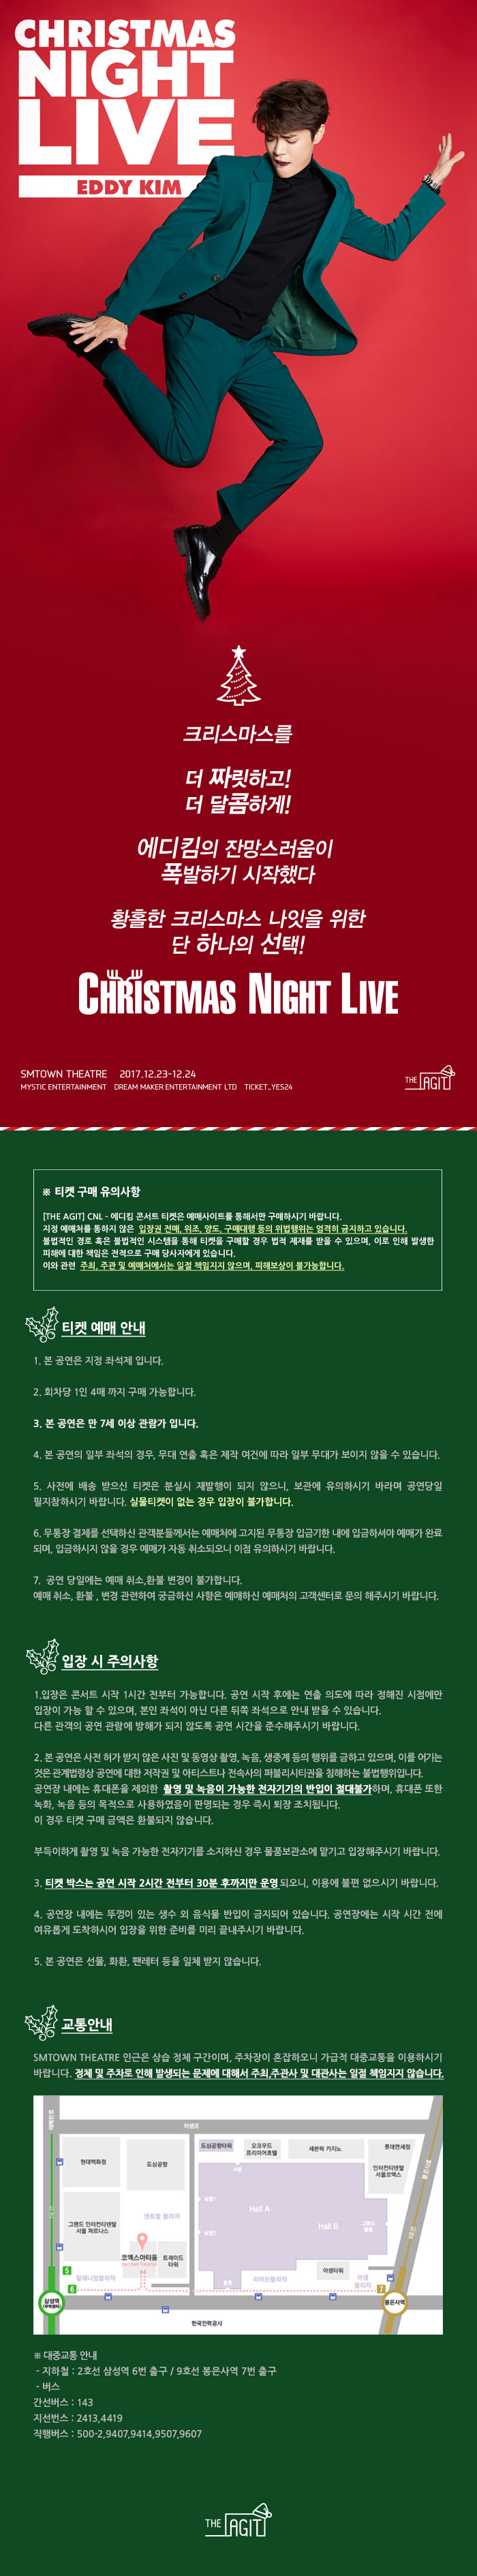 CHRISTMAS
NIGHT
LIVE
EDDY KIM
크리스마스를
더 짜릿하고!
더 달콤하게!
에디킴의 잔망스러움이
폭발하기 시작했다
황홀한 크리스마스 나잇을 위한
단 하나의 선택!
CHRISTMAS NIGHT LIVE
SMTOWN THEATRE 2017.12.23-12.24
MYSTIC ENTERTAINMENT DREAM MAKER ENTERTAINMENT LTD TICKET_YES24
THE AGIT
※ 티켓 구매 유의사항
[THE AGIT] CNL - 에디킴 콘서트 티켓은 예매사이트를 통해서만 구매하시기 바랍니다.
지정 예매처를 통하지 않은 입장권 전매, 위조, 양도, 구매대행 등의 위법행위는 엄격히 금지하고 있습니다.
불법적인 경로 혹은 불법적인 시스템을 통해 티켓을 구매할 경우 법적 제재를 받을 수 있으며, 이로 인해 발생한
피해에 대한 책임은 전적으로 구매 당사자에게 있습니다.
이와 관련 주최, 주관 및 예매처에서는 일절 책임지지 않으며, 피해보상이 불가능합니다.
티켓 예매 안내
1. 본 공연은 지정 좌석제 입니다.
2. 회차당 1인 4매 까지 구매 가능합니다.
3. 본 공연은 만 7세 이상 관람가 입니다.
4. 본 공연의 일부 좌석의 경우, 무대 연출 혹은 제작 여건에 따라 일부 무대가 보이지 않을 수 있습니다.
5. 사전에 배송 받으신 티켓은 분실시 재발행이 되지 않으니, 보관에 유의하시기 바라며 공연당일
필지참하시기 바랍니다. 실물티켓이 없는 경우 입장이 불가합니다.
6. 무통장 결제를 선택하신 관객분들께서는 예매처에 고지된 무통장 입금기한 내에 입금하셔야 예매가 완료
되며, 입금하시지 않을 경우 예매가 자동 취소되오니 이점 유의하시기 바랍니다.
7. 공연 당일에는 예매 취소,환불 변경이 불가합니다.
예매 취소, 환불 , 변경 관련하여 궁금하신 사항은 예매하신 예매처의 고객센터로 문의 해주시기 바랍니다.
입장 시 주의사항
1.입장은 콘서트 시작 1시간 전부터 가능합니다. 공연 시작 후에는 연출 의도에 따라 정해진 시점에만
입장이 가능 할 수 있으며, 본인 좌석이 아닌 다른 뒤쪽 좌석으로 안내 받을 수 있습니다.
다른 관객의 공연 관람에 방해가 되지 않도록 공연 시간을 준수해주시기 바랍니다.
2. 본 공연은 사전 허가 받지 않은 사진 및 동영상 촬영, 녹음, 생중계 등의 행위를 금하고 있으며, 이를 어기는
것은 관계법령상 공연에 대한 저작권 및 아티스트나 전속사의 퍼블리시티권을 침해하는 불법행위입니다.
공연장 내에는 휴대폰을 제외한 촬영 및 녹음이 가능한 전자기기의 반입이 절대불가하며, 휴대폰 또한
녹화, 녹음 등의 목적으로 사용하였음이 판명되는 경우 즉시 퇴장 조치됩니다.
이 경우 티켓 구매 금액은 환불되지 않습니다.
부득이하게 촬영 및 녹음 가능한 전자기기를 소지하신 경우 물품보관소에 맡기고 입장해주시기 바랍니다.
3. 티켓 박스는 공연 시작 2시간 전부터 30분 후까지만 운영되오니, 이용에 불편 없으시기 바랍니다.
4. 공연장 내에는 뚜껑이 있는 생수 외 음식물 반입이 금지되어 있습니다. 공연장에는 시작 시간 전에
여유롭게 도착하시어 입장을 위한 준비를 미리 끝내주시기 바랍니다.
5. 본 공연은 선물, 화환, 팬레터 등을 일체 받지 않습니다.
교통안내
SMTOWN THEATRE 인근은 상습 정체 구간이며, 주차장이 혼잡하오니 가급적 대중교통을 이용하시기
바랍니다. 정체 및 주차로 인해 발생되는 문제에 대해서 주최,주관사 및 대관사는 일절 책임지지 않습니다.
아셈로
현대백화점
도심공항
도심공항타워
오크우드
프리미어호텔
세븐럭 카지노
롯데면세점
인터컨티넨탈
서울코엑스
봉은사로
그랜드 인터컨티넨탈
서울 파르나스
센트럴 플라자
Hall A
Hall B
코엑스아티움
트레이드
타워
밀레니엄플라자
라이브플라자
아셈타워
아셈
플라자
5
6
7
삼성역
봉은사역
한국전력공사
※ 대중교통 안내
- 지하철 : 2호선 삼성역 6번 출구 / 9호선 봉은사역 7번 출구
- 버스
간선버스 : 143
지선번스 : 2413,4419
직행버스 : 500-2,9407,9414,9507,9607
THE AGIT